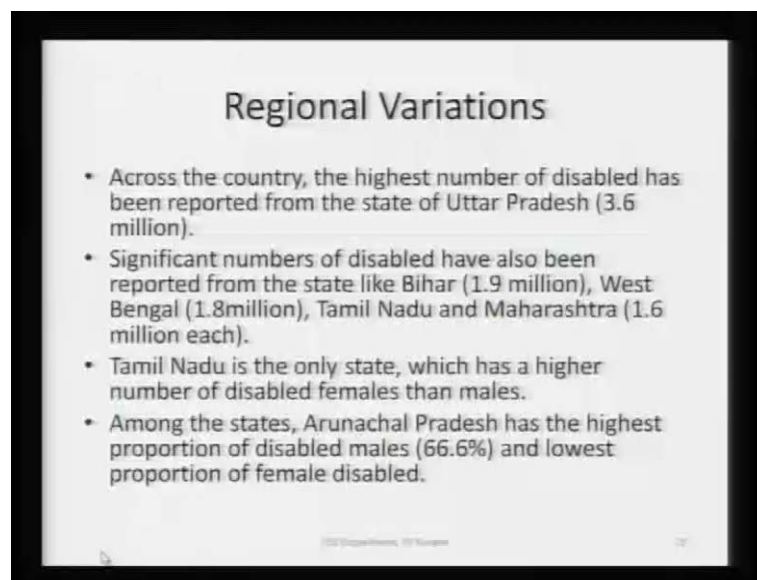 Regional Variations
• Across the country, the highest number of disabled has
been reported from the state of Uttar Pradesh (3.6
million).
• Significant numbers of disabled have also been
reported from the state like Bihar (1.9 million), West
Bengal (1.8million), Tamil Nadu and Maharashtra (1.6
million each).
• Tamil Nadu is the only state, which has a higher
number of disabled females than males.
• Among the states, Arunachal Pradesh has the highest
proportion of disabled males (66.6%) and lowest
proportion of female disabled.